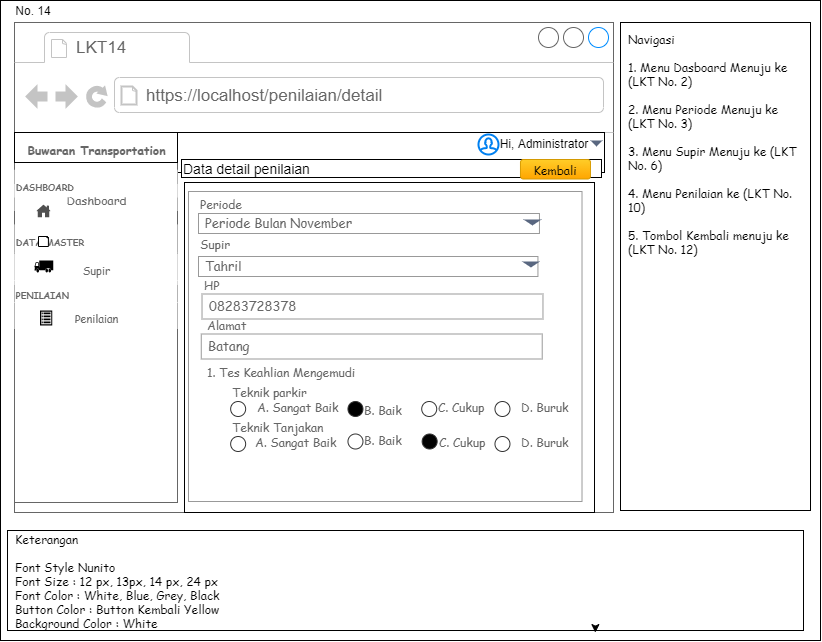 No. 14
LKT14
https://localhost/penilaian/detail
Buwaran Transportation
Hi, Administrator
Data detail penilaian
Kembali
DASHBOARD
Dashboard
DATA MASTER
Supir
PENILAIAN
Penilaian
Periode
Periode Bulan November
Supir
Tahril
HP
08283728378
Alamat
Batang
1. Tes Keahlian Mengemudi
Teknik parkir
A. Sangat Baik B. Baik C. Cukup D. Buruk
Teknik Tanjakan
A. Sangat Baik B. Baik C. Cukup D. Buruk
Navigasi
1. Menu Dasboard Menuju ke
(LKT No. 2)
2. Menu Periode Menuju ke
(LKT No. 3)
3. Menu Supir Menuju ke (LKT
No. 6)
4. Menu Penilaian ke (LKT No.
10)
5. Tombol Kembali menuju ke
(LKT No. 12)
Keterangan
Font Style Nunito
Font Size : 12 px, 13px, 14 px, 24 px
Font Color : White, Blue, Grey, Black
Button Color : Button Kembali Yellow
Background Color : White